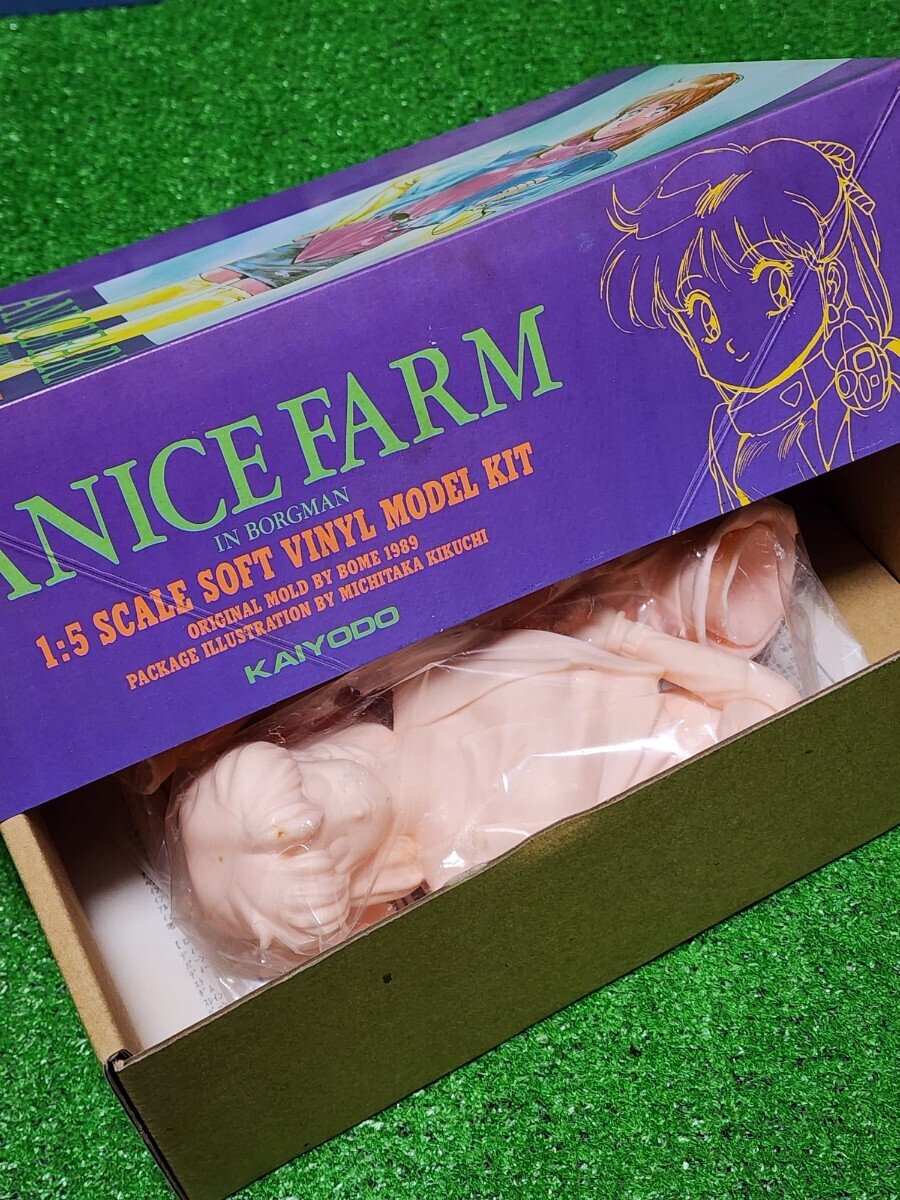 ANICE FARM
IN BORGMAN
1:5 SCALE SOFT VINYL MODEL KIT
ORIGINAL MOLD BY BOME 1989
PACKAGE ILLUSTRATION BY MICHITAKA KIKUCHI
KAIYODO